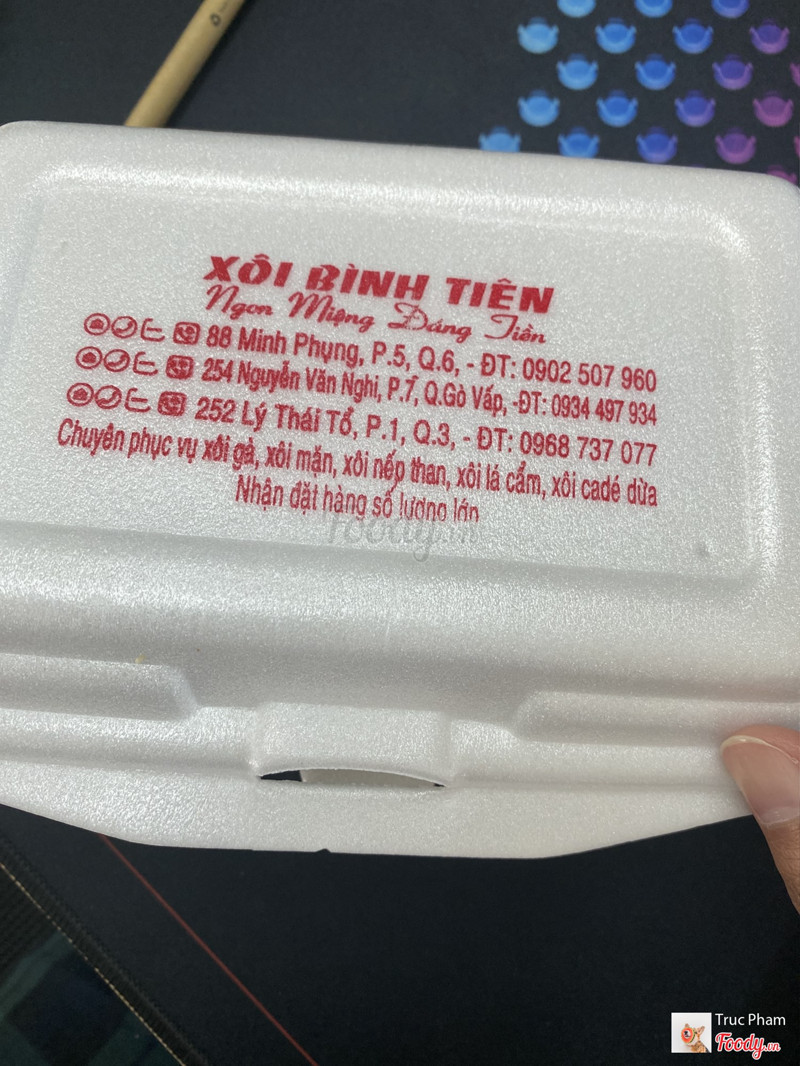 XÔI BÌNH TIÊN
Ngon Miệng Đáng Tiền
88 Minh Phụng, P.5, Q.6, - ĐT: 0902 507 960
254 Nguyễn Văn Nghi, P.7, Q.Gò Vấp, -ĐT: 0934 497 934
252 Lý Thái Tổ, P.1, Q.3, - ĐT: 0968 737 077
Chuyên phục vụ xôi gà, xôi mặn, xôi nếp than, xôi lá cẩm, xôi cadé dừa
Nhận đặt hàng số lượng lớn
Foody.vn
Truc Pham
Foody.vn